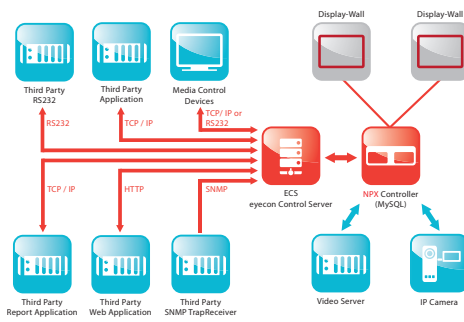 Display-Wall
Display-Wall
Third Party
RS232
Third Party
Application
Media Control
Devices
RS232
TCP / IP
TCP/ IP or
RS232
ECS
eyecon Control Server
NPX Controller
(MySQL)
TCP / IP
HTTP
SNMP
Third Party
Report Application
Third Party
Web Application
Third Party
SNMP TrapReceiver
Video Server
IP Camera